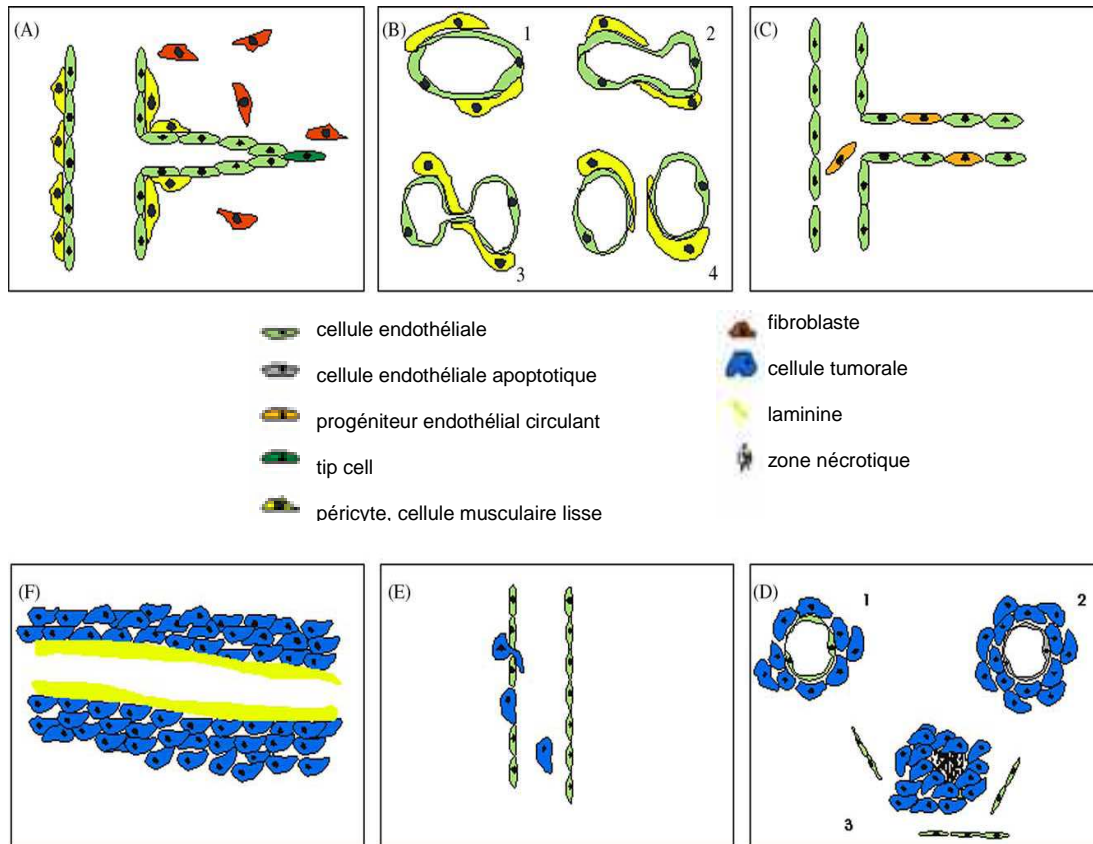 (A)
(B)
1
2
3
4
(C)
cellule endothéliale
cellule endothéliale apoptotique
progéniteur endothélial circulant
tip cell
péricyte, cellule musculaire lisse
fibroblaste
cellule tumorale
laminine
zone nécrotique
(F)
(E)
(D)
1
2
3